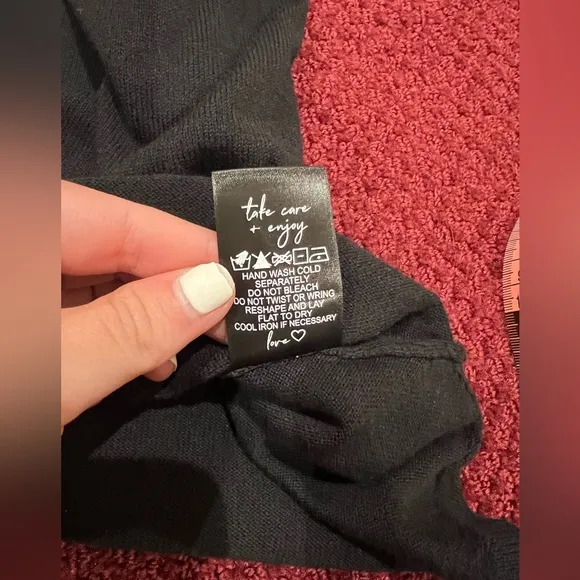 take care
+ enjoy
HAND WASH COLD
SEPARATELY
DO NOT BLEACH
DO NOT TWIST OR WRING
RESHAPE AND LAY
FLAT TO DRY
COOL IRON IF NECESSARY
love ♡